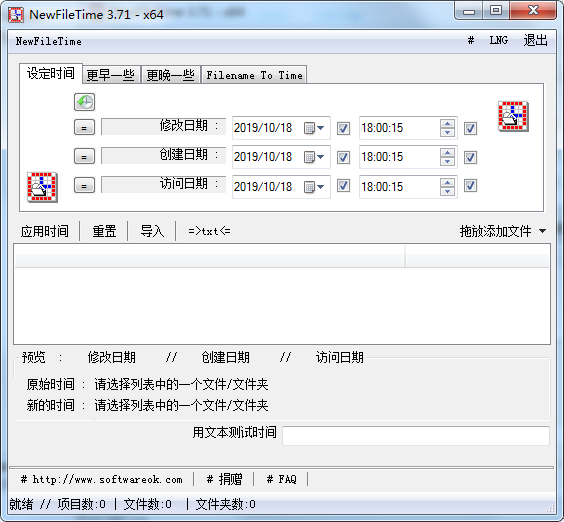 NewFileTime 3.71 - x64
NewFileTime # LNG 退出
设定时间 更早一些 更晚一些 Filename To Time
= 修改日期 : 2019/10/18 18:00:15
= 创建日期 : 2019/10/18 18:00:15
= 访问日期 : 2019/10/18 18:00:15
应用时间 重置 导入 =>txt<= 拖放添加文件
预览 : 修改日期 // 创建日期 // 访问日期
原始时间 : 请选择列表中的一个文件/文件夹
新的时间 : 请选择列表中的一个文件/文件夹
用文本测试时间
# http://www.softwareok.com # 捐赠 # FAQ
就绪 // 项目数:0 | 文件数:0 | 文件夹数:0